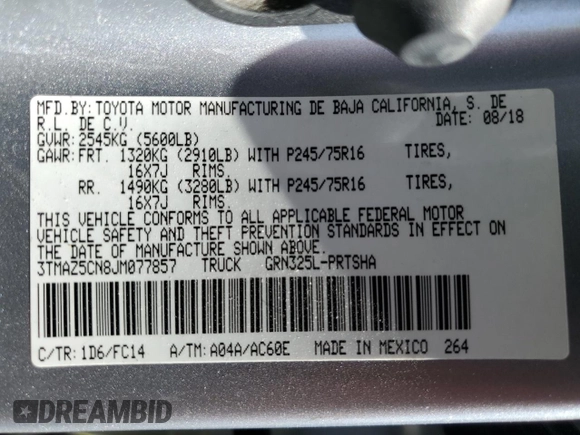 MFD.BY: TOYOTA MOTOR MANUFACTURING DE BAJA CALIFORNIA, S. DE
R.L. DE C.V. DATE: 08/18
GVWR: 2545KG (5600LB)
GAWR: FRT. 1320KG (2910LB) WITH P245/75R16 TIRES,
16X7J RIMS.
RR. 1490KG (3280LB) WITH P245/75R16 TIRES,
16X7J RIMS.
THIS VEHICLE CONFORMS TO ALL APPLICABLE FEDERAL MOTOR
VEHICLE SAFETY AND THEFT PREVENTION STANDARDS IN EFFECT ON
THE DATE OF MANUFACTURE SHOWN ABOVE.
3TMAZ5CN8JM077857 TRUCK GRN325L-PRTSHA
C/TR: 1D6/FC14 A/TM: A04A/AC60E MADE IN MEXICO 264
DREAMBID